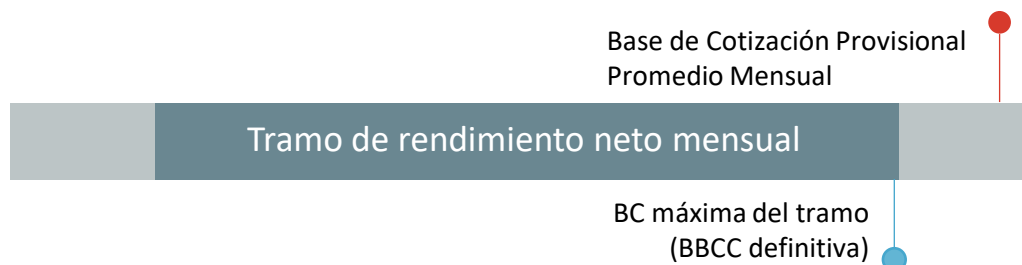 Base de Cotización Provisional
Promedio Mensual
Tramo de rendimiento neto mensual
BC máxima del tramo
(BBCC definitiva)